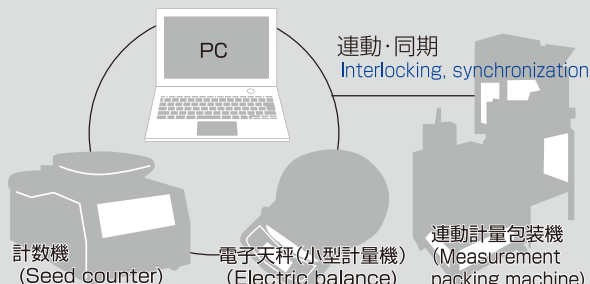 PC
連動・同期
Interlocking, synchronization
計数機
(Seed counter)
電子天秤(小型計量機)
(Electric balance)
連動計量包装機
(Measurement
packing machine)